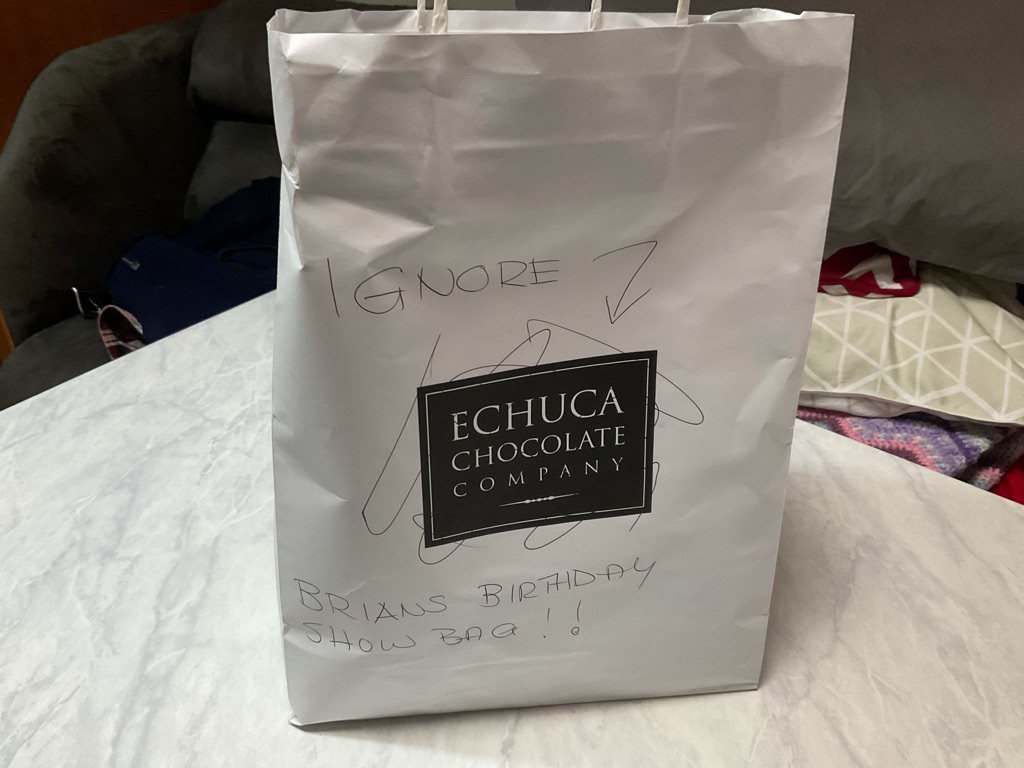 IGNORE
ECHUCA
CHOCOLATE
COMPANY
BRIANS BIRTHDAY
SHOW BAG !!